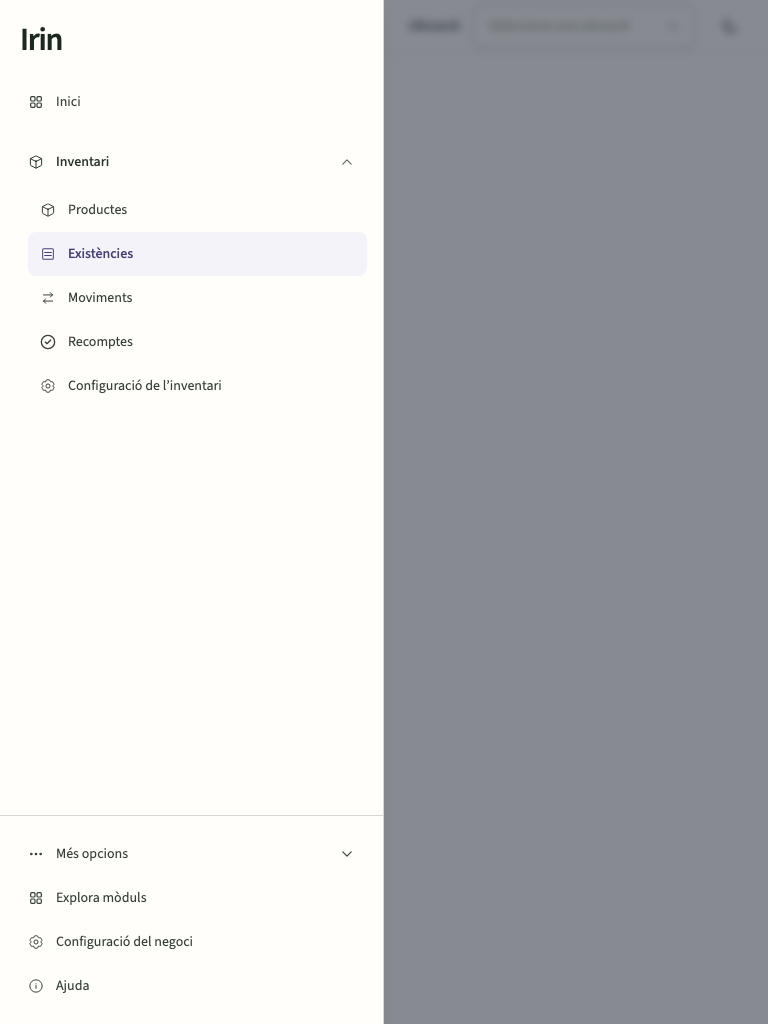 Irin
Inici
Inventari
Productes
Existències
Moviments
Recomptes
Configuració de l’inventari
Més opcions
Explora mòduls
Configuració del negoci
Ajuda